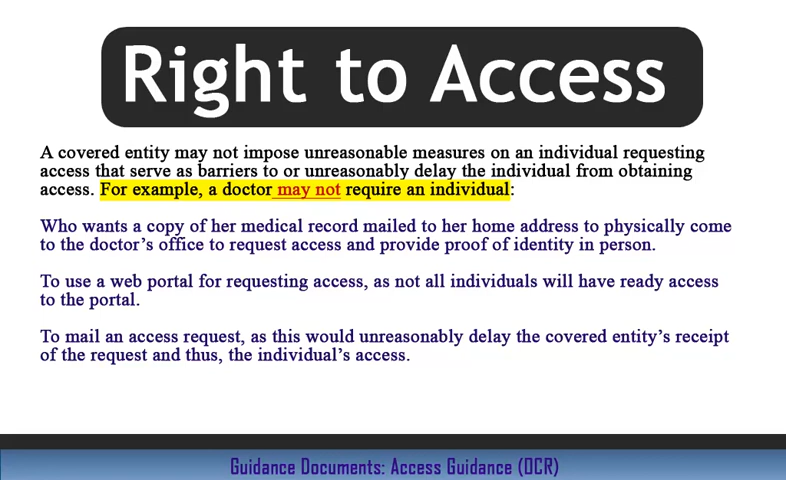 Right to Access
A covered entity may not impose unreasonable measures on an individual requesting
access that serve as barriers to or unreasonably delay the individual from obtaining
access. For example, a doctor may not require an individual:
Who wants a copy of her medical record mailed to her home address to physically come
to the doctor's office to request access and provide proof of identity in person.
To use a web portal for requesting access, as not all individuals will have ready access
to the portal.
To mail an access request, as this would unreasonably delay the covered entity's receipt
of the request and thus, the individual's access.
Guidance Documents: Access Guidance (OCR)